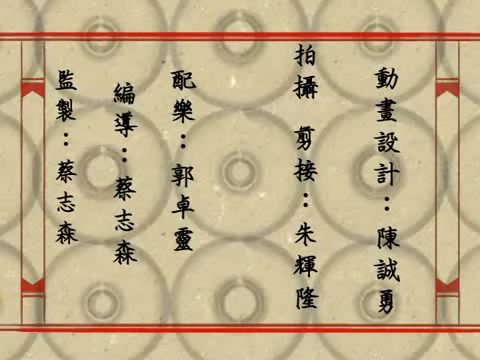 動畫設計：陳誠勇
拍攝 剪接：朱輝隆
配樂：郭卓靈
編導：蔡志森
監製：蔡志森